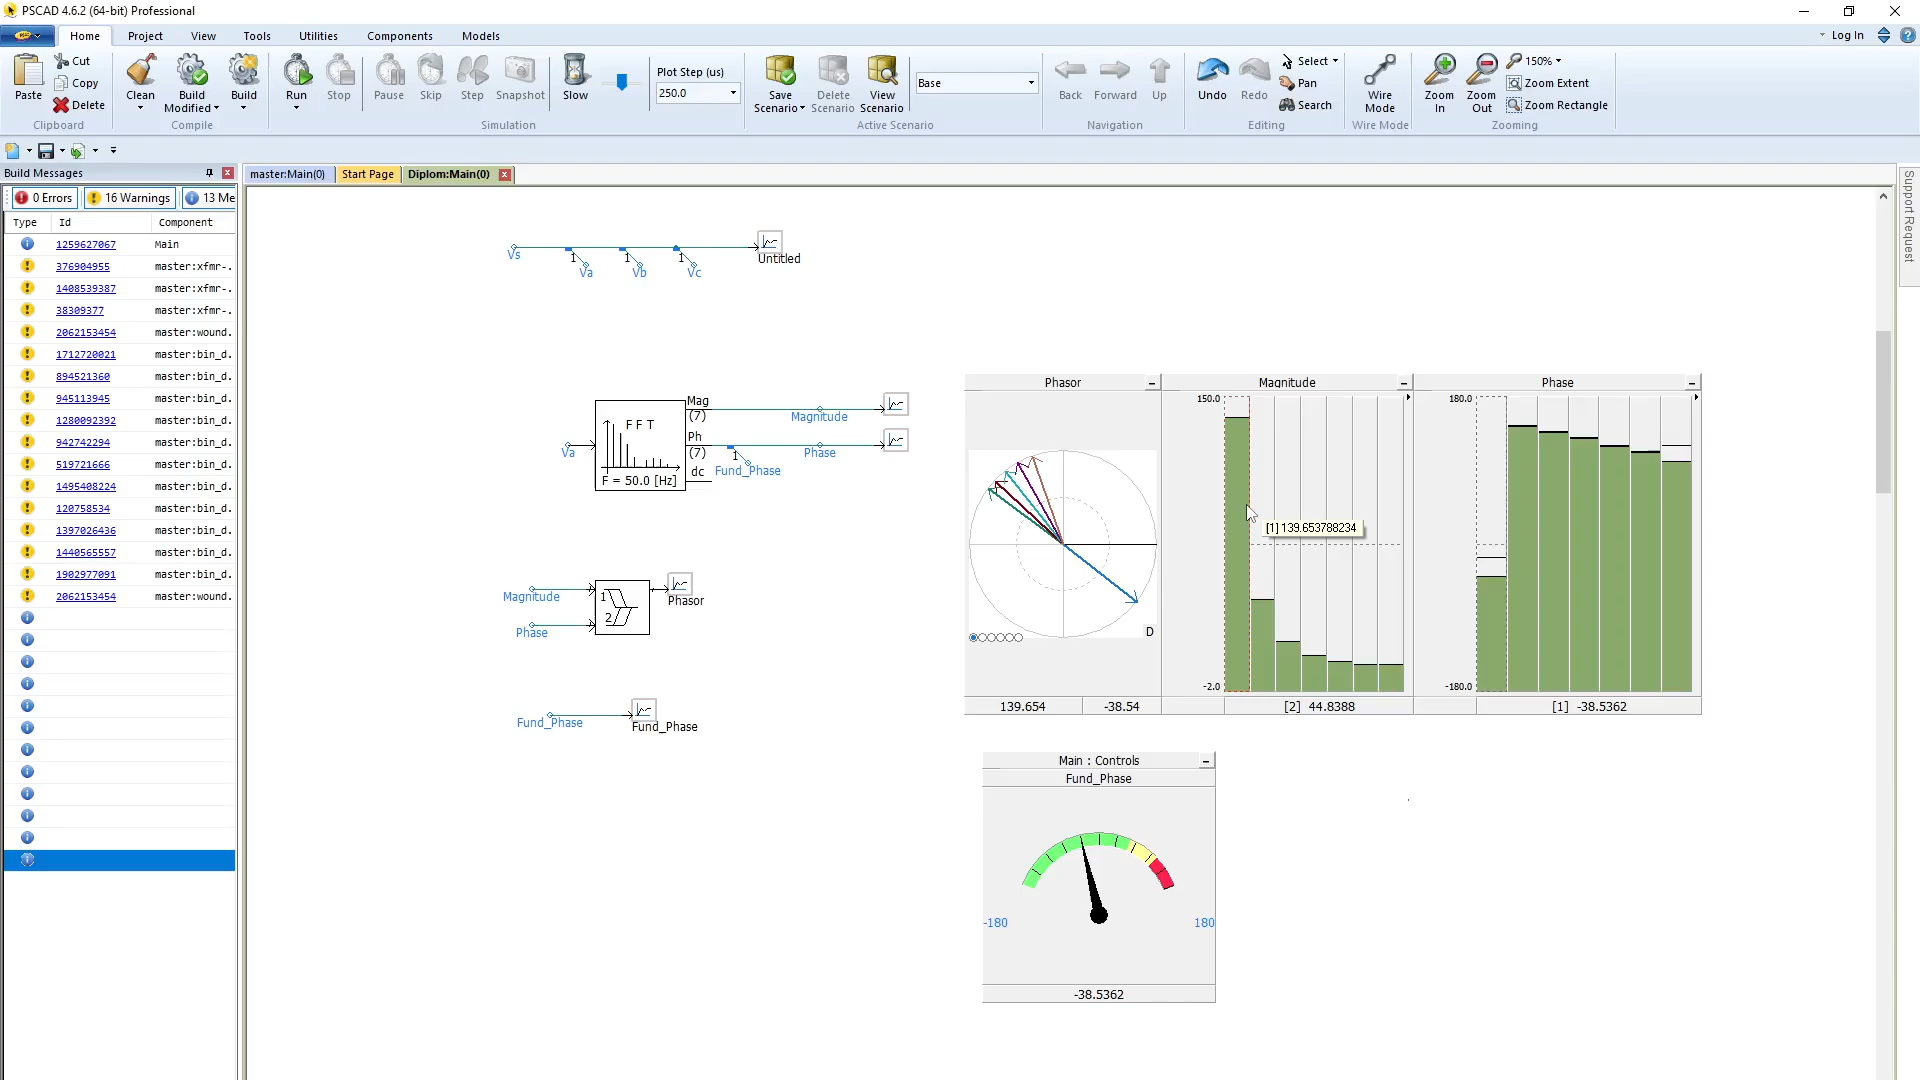 PSCAD 4.6.2 (64-bit) Professional
Home Project View Tools Utilities Components Models
Log In
Paste
Cut
Copy
Delete
Clipboard
Clean
Build Modified
Build
Compile
Run
Stop
Pause
Skip
Step
Snapshot
Slow
Plot Step (us)
250.0
Simulation
Save Scenario
Delete Scenario
View Scenario
Base
Active Scenario
Back
Forward
Up
Navigation
Undo
Redo
Select
Pan
Search
Editing
Wire Mode
Wire Mode
Zoom In
Zoom Out
150%
Zoom Extent
Zoom Rectangle
Zooming
Build Messages
0 Errors 16 Warnings 13 Me
Type Id Component
1259627067 Main
376904955 master:xfmr-.
1408539387 master:xfmr-.
38309377 master:xfmr-.
2062153454 master:wound.
1712720021 master:bin_d.
894521360 master:bin_d.
945113945 master:bin_d.
1280092392 master:bin_d.
942742294 master:bin_d.
519721666 master:bin_d.
1495408224 master:bin_d.
120758534 master:bin_d.
1397026436 master:bin_d.
1440565557 master:bin_d.
1902977091 master:bin_d.
2062153454 master:wound.
master:Main(0) Start Page Diplom:Main(0)
Support Request
Vs
1 1 1
Va Vb Vc
Untitled
Va
FFT
F = 50.0 [Hz]
Mag
(7)
Magnitude
Ph
(7)
1
Fund_Phase
Phase
dc
Magnitude
Phase
1
2
Phasor
Fund_Phase
Fund_Phase
Phasor Magnitude Phase
150.0
-2.0
[1] 139.653788234
180.0
-180.0
D
139.654 -38.54 [2] 44.8388 [1] -38.5362
Main : Controls
Fund_Phase
-180 180
-38.5362